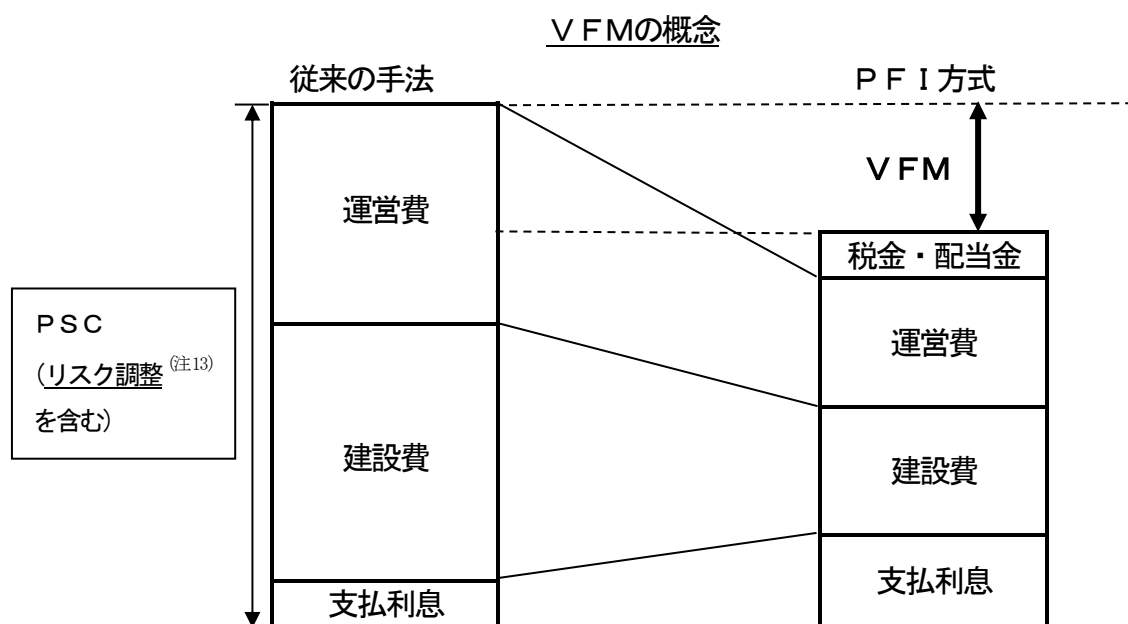 ＶＦＭの概念
従来の手法
ＰＦＩ方式
ＶＦＭ
運営費
税金・配当金
ＰＳＣ
(リスク調整(注13)
を含む)
運営費
建設費
建設費
支払利息
支払利息